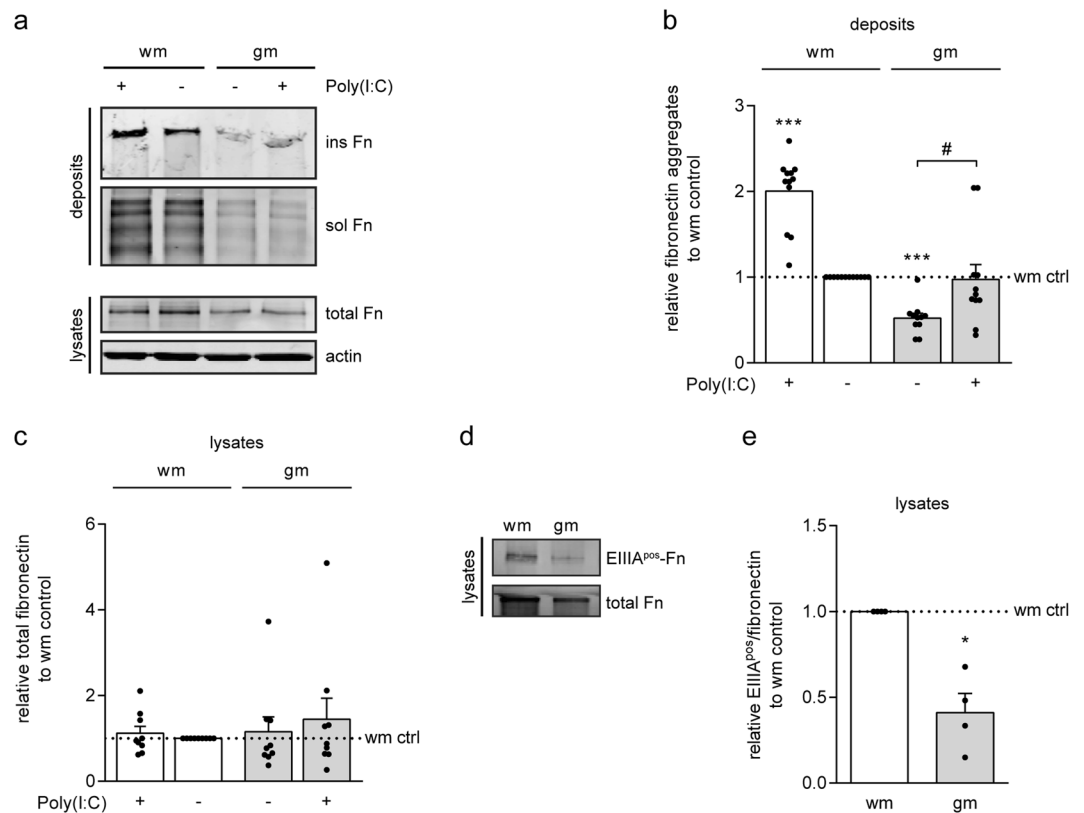 a
wm gm
+ - - + Poly(I:C)
deposits
ins Fn
sol Fn
lysates
total Fn
actin
b
deposits
wm gm
relative fibronectin aggregates
to wm control
3
2
1
0
***
***
#
wm ctrl
Poly(I:C) + - - +
c
lysates
wm gm
relative total fibronectin
to wm control
6
4
2
0
wm ctrl
Poly(I:C) + - - +
d
wm gm
lysates
EIIIAᵖᵒˢ-Fn
total Fn
e
lysates
relative EIIIAᵖᵒˢ/fibronectin
to wm control
1.5
1.0
0.5
0.0
wm ctrl
*
wm gm